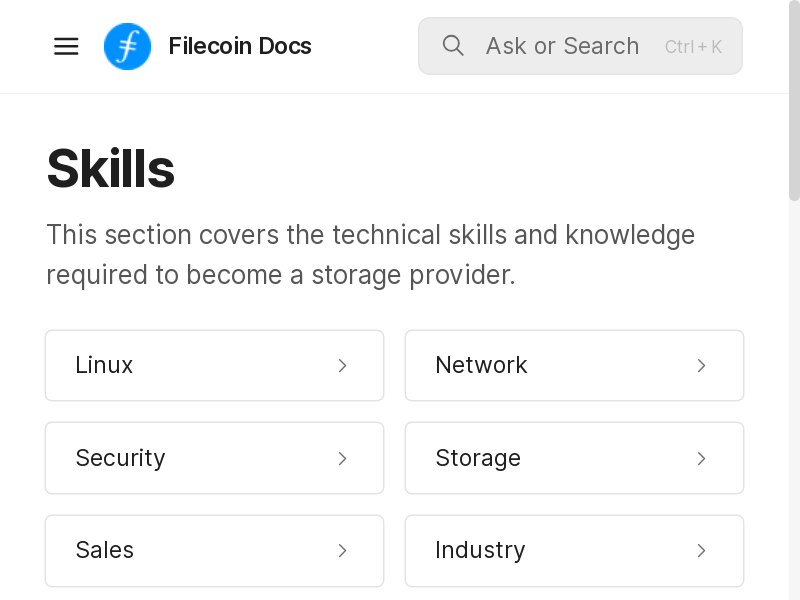 Filecoin Docs
Ask or Search Ctrl + K
Skills
This section covers the technical skills and knowledge
required to become a storage provider.
Linux
Network
Security
Storage
Sales
Industry